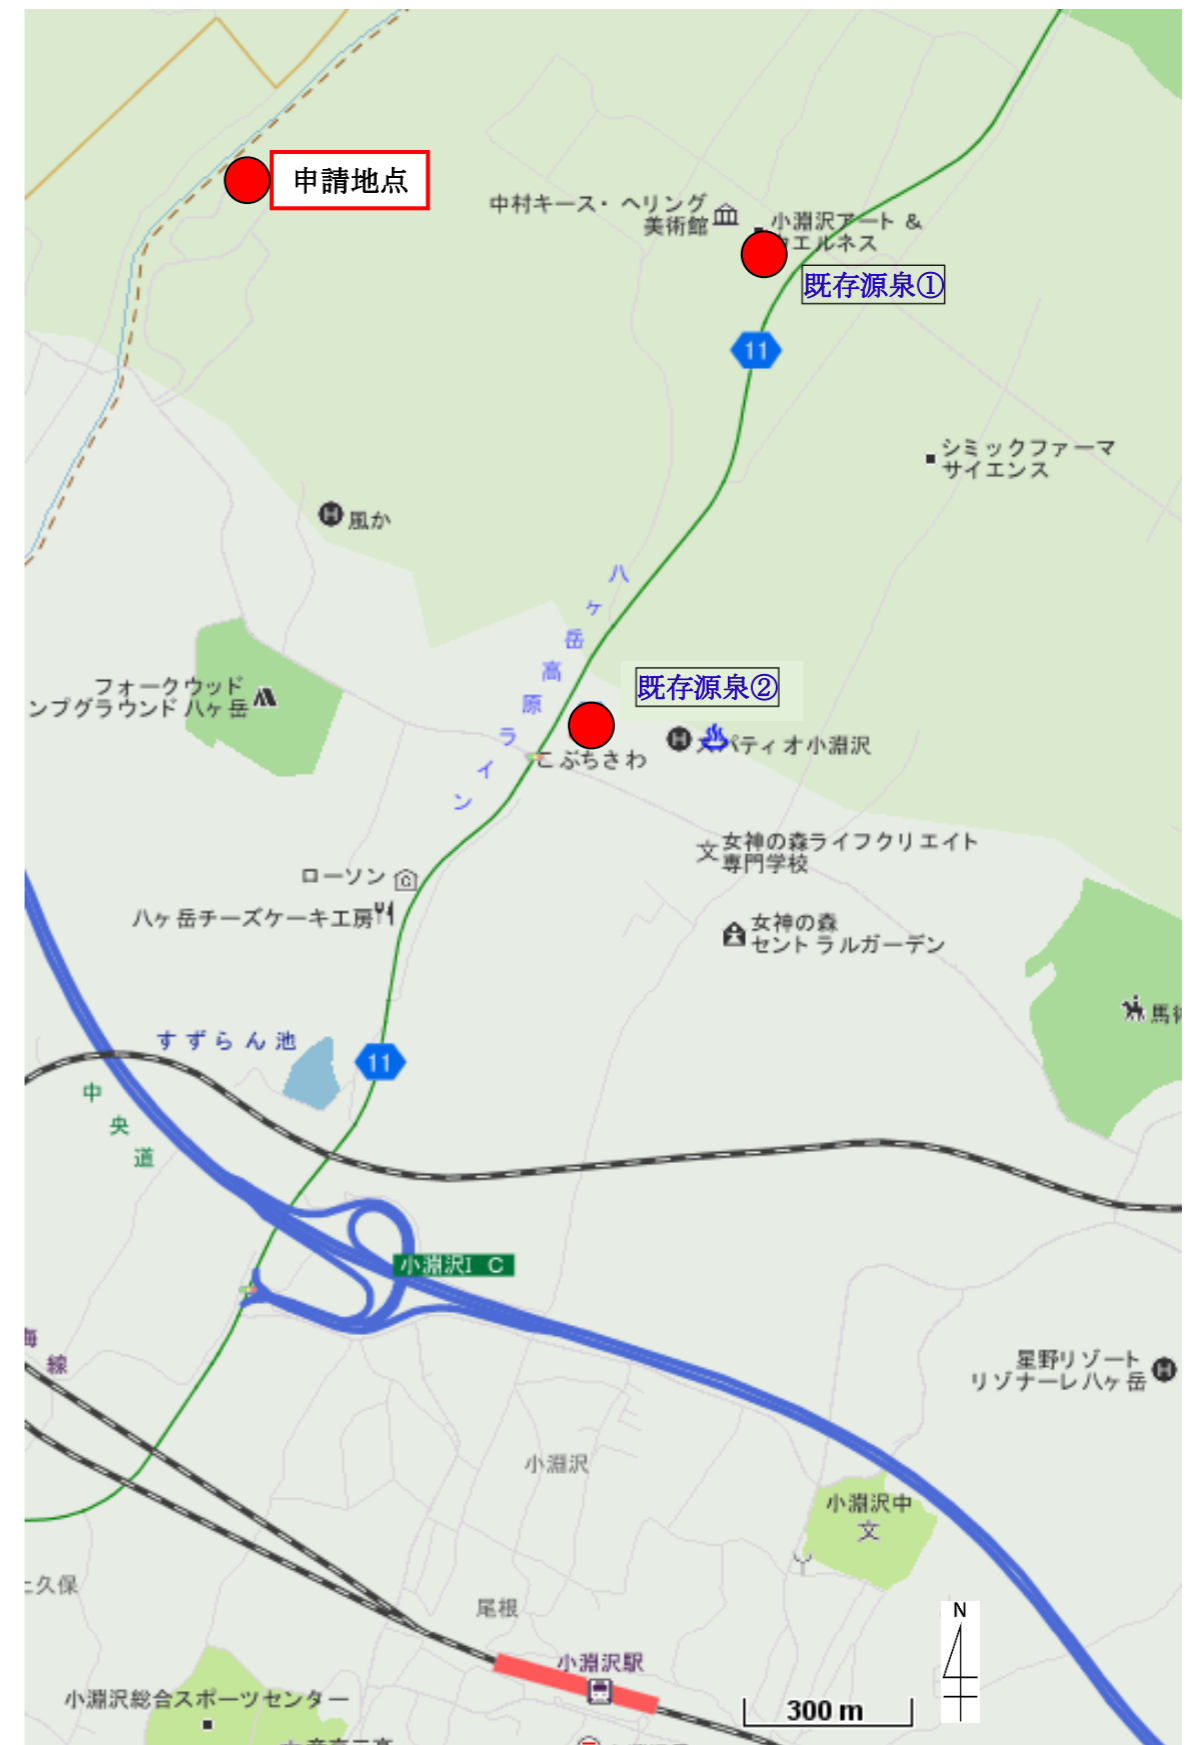 申請地点
中村キース・ヘリング
美術館
小淵沢アート &
ウエルネス
既存源泉①
11
シミックファーマ
サイエンス
風か
八ヶ岳高原ライン
フォークウッド
ンプグラウンド八ヶ岳
既存源泉②
スパティオ小淵沢
こぶちさわ
女神の森ライフクリエイト
専門学校
ローソン
八ヶ岳チーズケーキ工房
女神の森
セントラルガーデン
馬術
すずらん池
11
中央道
小淵沢I C
海線
星野リゾート
リゾナーレ八ヶ岳
小淵沢
小淵沢中
上久保
尾根
N
小淵沢駅
小淵沢総合スポーツセンター
300 m